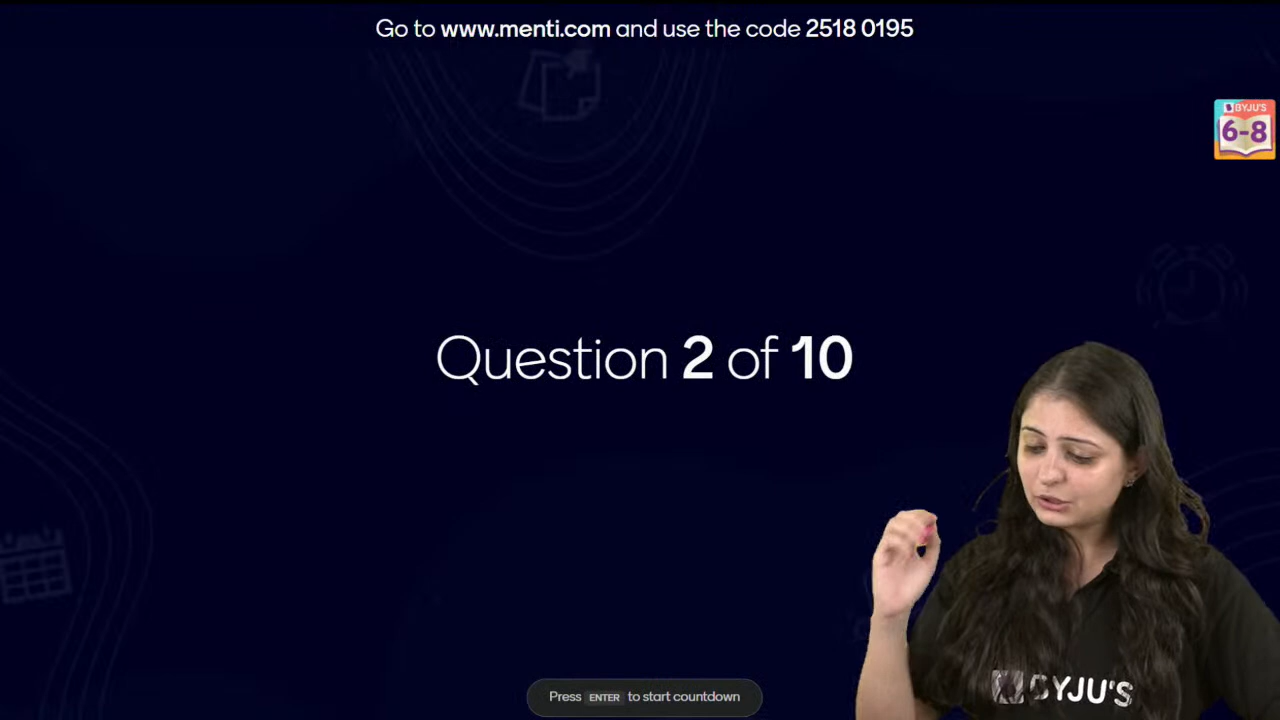 Go to www.menti.com and use the code 2518 0195
BYJU'S
6-8
Question 2 of 10
Press ENTER to start countdown
BYJU'S